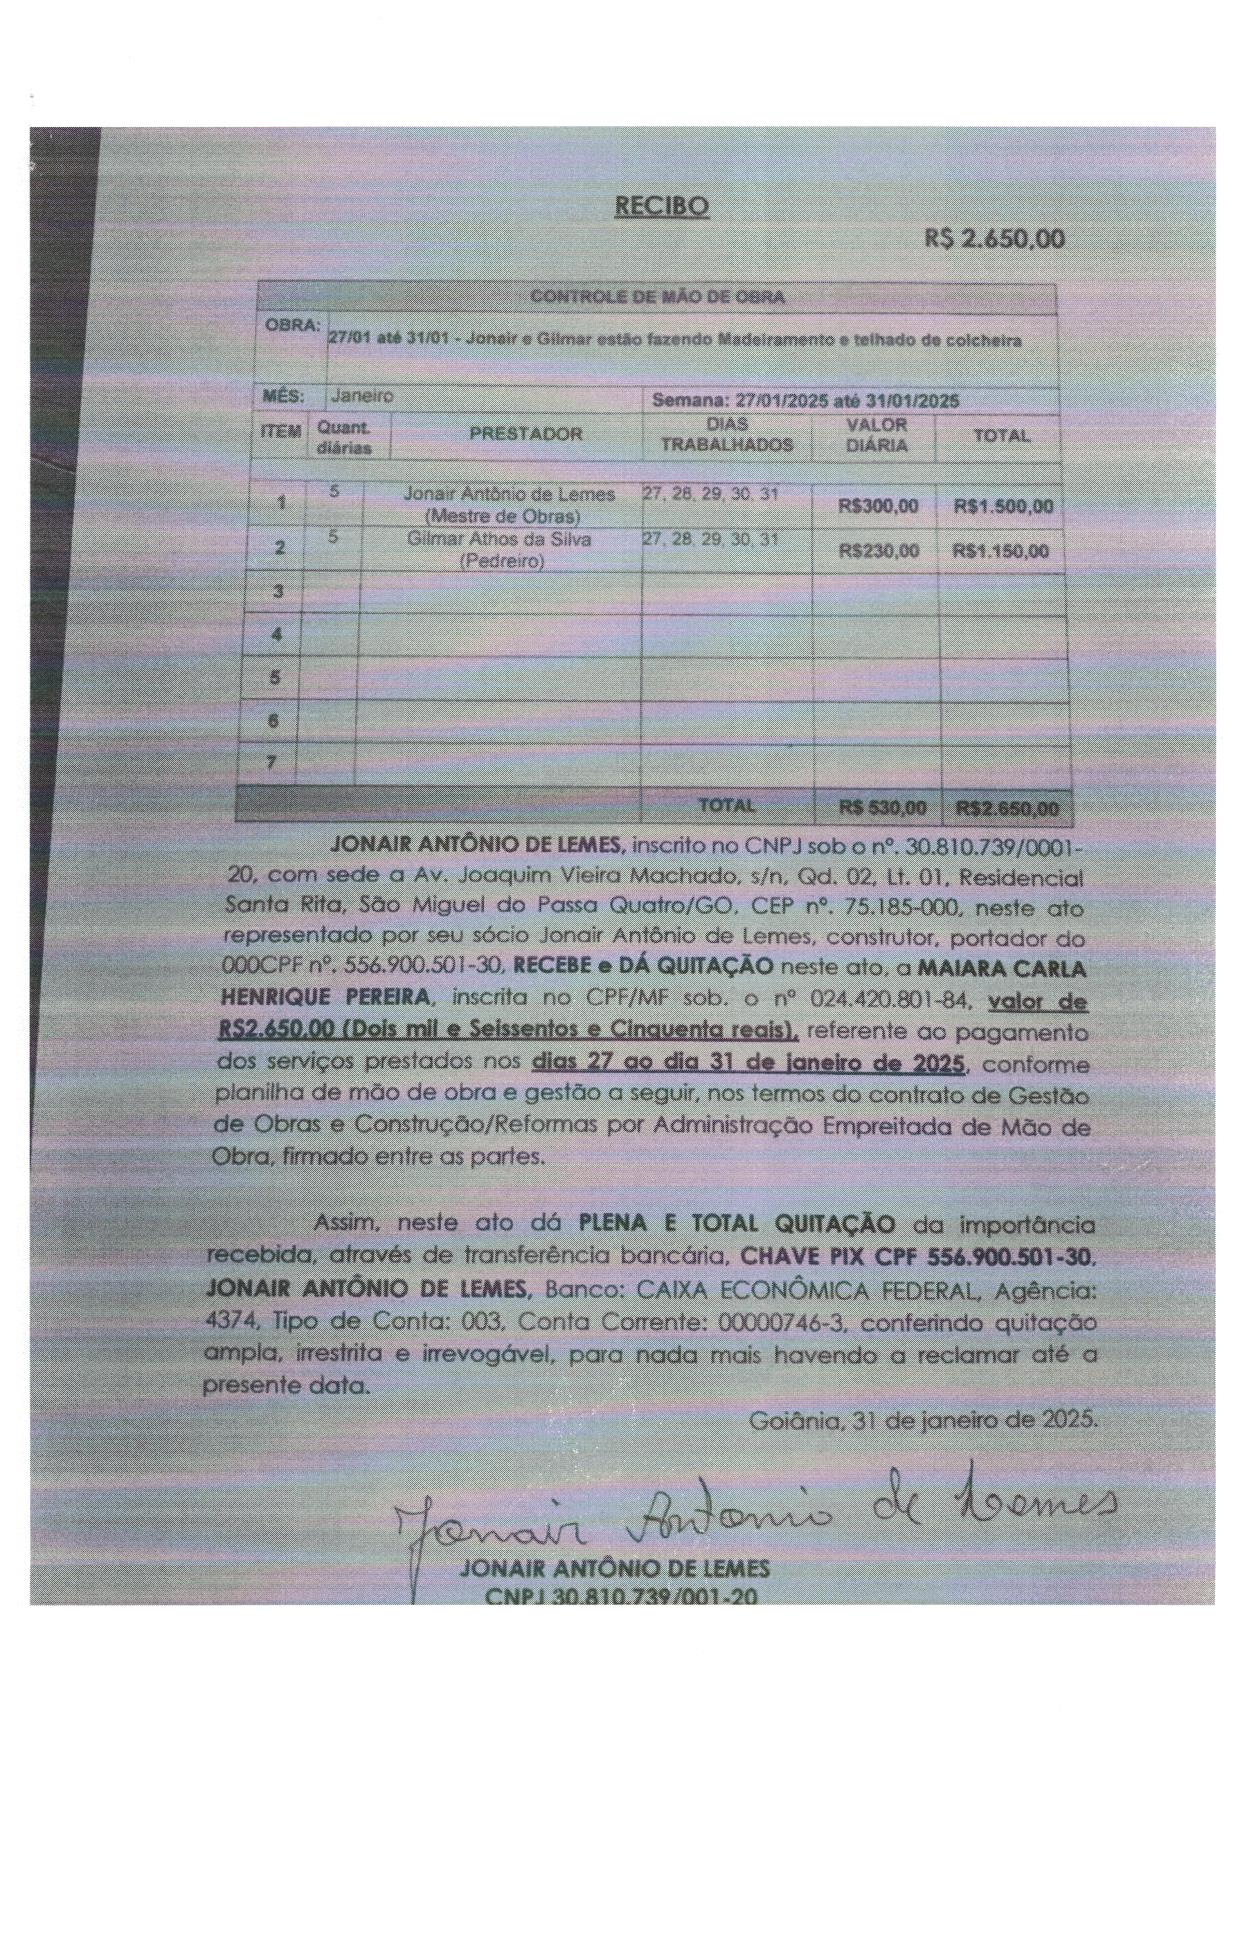 RECIBO
R$ 2.650,00
CONTROLE DE MÃO DE OBRA
OBRA: 27/01 até 31/01 - Jonair e Gilmar estão fazendo Madeiramento e telhado de colcheira
MÊS: Janeiro Semana: 27/01/2025 até 31/01/2025
ITEM Quant. diárias PRESTADOR DIAS TRABALHADOS VALOR DIÁRIA TOTAL
1 5 Jonair Antônio de Lemes (Mestre de Obras) 27, 28, 29, 30, 31 R$300,00 R$1.500,00
2 5 Gilmar Athos da Silva (Pedreiro) 27, 28, 29, 30, 31 R$230,00 R$1.150,00
3
4
5
6
7
TOTAL R$ 530,00 R$2.650,00
JONAIR ANTÔNIO DE LEMES, inscrito no CNPJ sob o nº. 30.810.739/0001-
20, com sede a Av. Joaquim Vieira Machado, s/n, Qd. 02, Lt. 01, Residencial
Santa Rita, São Miguel do Passa Quatro/GO, CEP nº. 75.185-000, neste ato
representado por seu sócio Jonair Antônio de Lemes, construtor, portador do
000CPF nº. 556.900.501-30, RECEBE e DÁ QUITAÇÃO neste ato, a MAIARA CARLA
HENRIQUE PEREIRA, inscrita no CPF/MF sob. o nº 024.420.801-84, valor de
R$2.650,00 (Dois mil e Seissentos e Cinquenta reais), referente ao pagamento
dos serviços prestados nos dias 27 ao dia 31 de janeiro de 2025, conforme
planilha de mão de obra e gestão a seguir, nos termos do contrato de Gestão
de Obras e Construção/Reformas por Administração Empreitada de Mão de
Obra, firmado entre as partes.
Assim, neste ato dá PLENA E TOTAL QUITAÇÃO da importância
recebida, através de transferência bancária, CHAVE PIX CPF 556.900.501-30,
JONAIR ANTÔNIO DE LEMES, Banco: CAIXA ECONÔMICA FEDERAL, Agência:
4374, Tipo de Conta: 003, Conta Corrente: 00000746-3, conferindo quitação
ampla, irrestrita e irrevogável, para nada mais havendo a reclamar até a
presente data.
Goiânia, 31 de janeiro de 2025.
Jonair Antonio de Lemes
JONAIR ANTÔNIO DE LEMES
CNPJ 30.810.739/001-20